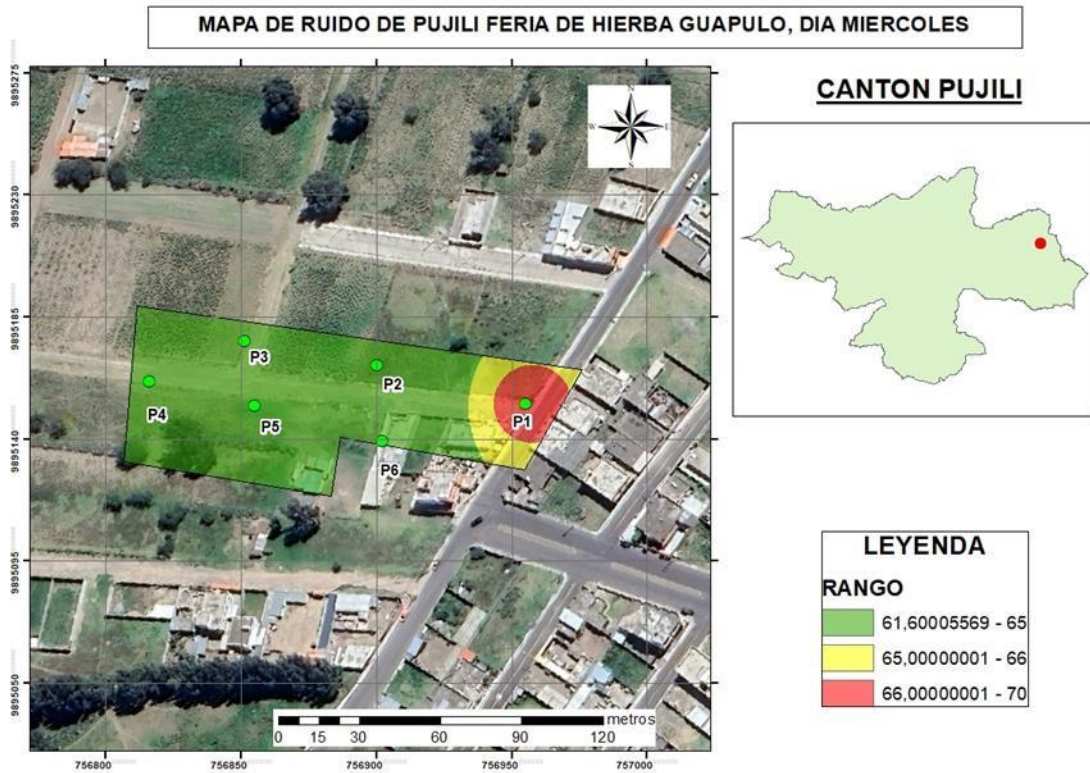 MAPA DE RUIDO DE PUJILI FERIA DE HIERBA GUAPULO, DIA MIERCOLES
CANTON PUJILI
N
W
E
S
9895275
9895230
9895185
9895140
9895095
9895050
P3
P2
P4
P5
P1
P6
metros
0 15 30 60 90 120
756800 756850 756900 756950 757000
LEYENDA
RANGO
61,60005569 - 65
65,00000001 - 66
66,00000001 - 70